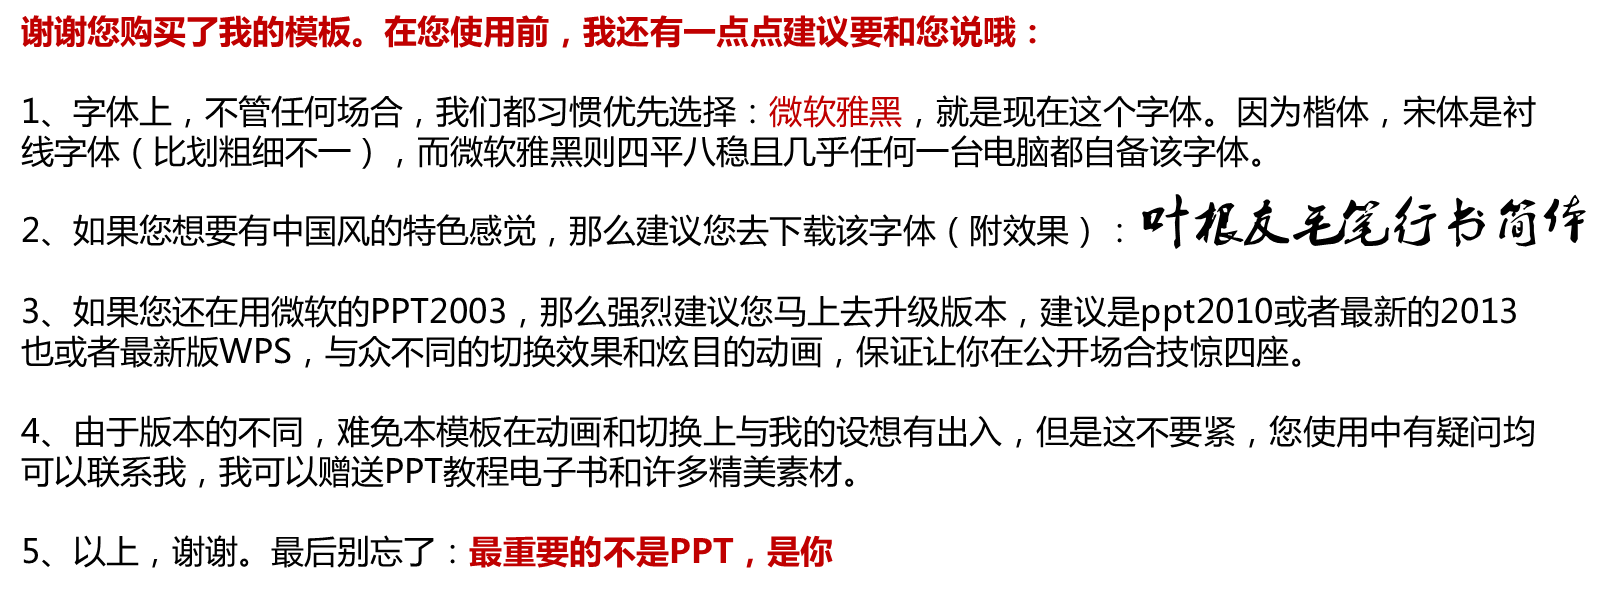 谢谢您购买了我的模板。在您使用前，我还有一点点建议要和您说哦：
1、字体上，不管任何场合，我们都习惯优先选择：微软雅黑，就是现在这个字体。因为楷体，宋体是衬
线字体（比划粗细不一），而微软雅黑则四平八稳且几乎任何一台电脑都自备该字体。
2、如果您想要有中国风的特色感觉，那么建议您去下载该字体（附效果）：叶根友毛笔行书简体
3、如果您还在用微软的PPT2003，那么强烈建议您马上去升级版本，建议是ppt2010或者最新的2013
也或者最新版WPS，与众不同的切换效果和炫目的动画，保证让你在公开场合技惊四座。
4、由于版本的不同，难免本模板在动画和切换上与我的设想有出入，但是这不要紧，您使用中有疑问均
可以联系我，我可以赠送PPT教程电子书和许多精美素材。
5、以上，谢谢。最后别忘了：最重要的不是PPT，是你